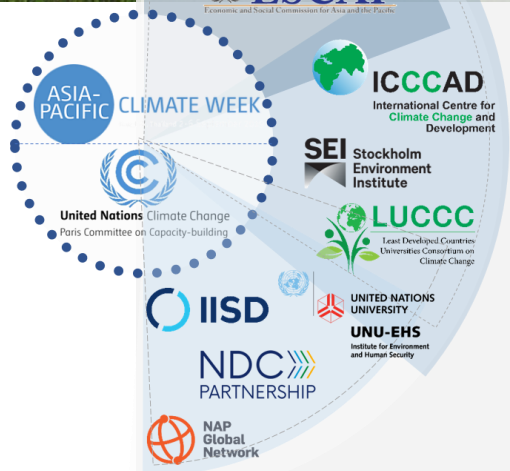 ESCAP
Economic and Social Commission for Asia and the Pacific
ASIA-
PACIFIC CLIMATE WEEK
United Nations Climate Change
Paris Committee on Capacity-building
ICCCAD
International Centre for
Climate Change and
Development
SEI Stockholm
Environment
Institute
LUCCC
Least Developed Countries
Universities Consortium on
Climate Change
IISD
UNITED NATIONS
UNIVERSITY
UNU-EHS
Institute for Environment
and Human Security
NDC
PARTNERSHIP
NAP
Global
Network